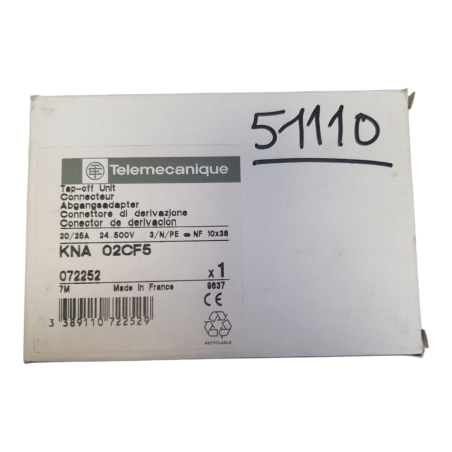 51110
Telemecanique
Tap-off Unit
Connecteur
Abgangsadapter
Connettore di derivazione
Conector de derivación
20/25A 24..500V 3/N/PE NF 10x38
KNA 02CF5
072252 x1
7M Made in France 9637
CE
3 389110 722529
RECYCLABLE